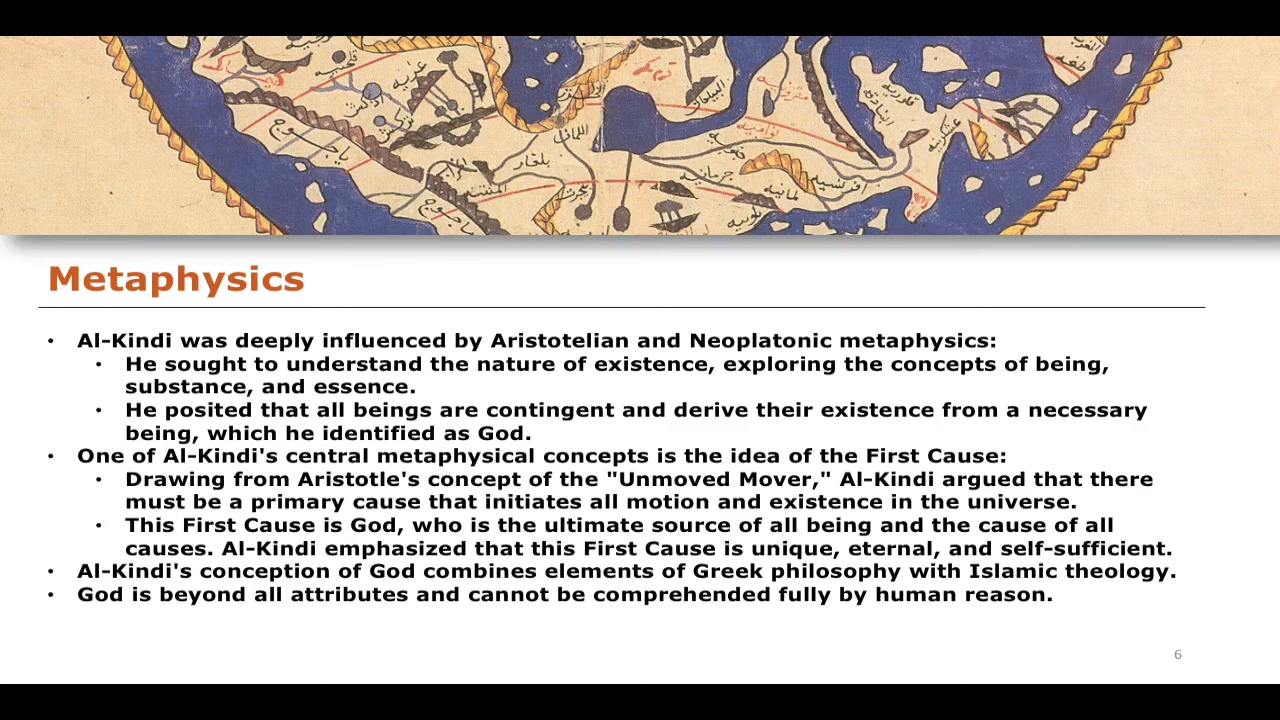 Metaphysics
• Al-Kindi was deeply influenced by Aristotelian and Neoplatonic metaphysics:
• He sought to understand the nature of existence, exploring the concepts of being,
substance, and essence.
• He posited that all beings are contingent and derive their existence from a necessary
being, which he identified as God.
• One of Al-Kindi's central metaphysical concepts is the idea of the First Cause:
• Drawing from Aristotle's concept of the "Unmoved Mover," Al-Kindi argued that there
must be a primary cause that initiates all motion and existence in the universe.
• This First Cause is God, who is the ultimate source of all being and the cause of all
causes. Al-Kindi emphasized that this First Cause is unique, eternal, and self-sufficient.
• Al-Kindi's conception of God combines elements of Greek philosophy with Islamic theology.
• God is beyond all attributes and cannot be comprehended fully by human reason.
6